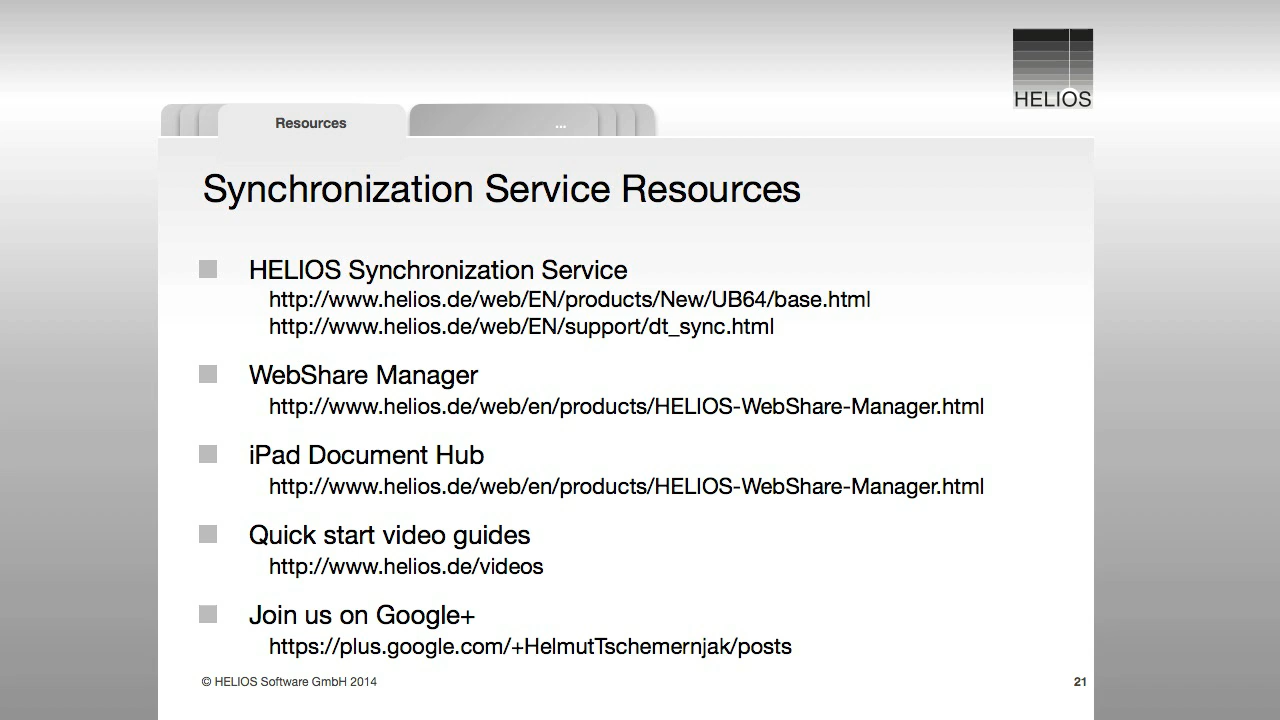 HELIOS
Resources
...
Synchronization Service Resources
HELIOS Synchronization Service
http://www.helios.de/web/EN/products/New/UB64/base.html
http://www.helios.de/web/EN/support/dt_sync.html
WebShare Manager
http://www.helios.de/web/en/products/HELIOS-WebShare-Manager.html
iPad Document Hub
http://www.helios.de/web/en/products/HELIOS-WebShare-Manager.html
Quick start video guides
http://www.helios.de/videos
Join us on Google+
https://plus.google.com/+HelmutTschemernjak/posts
© HELIOS Software GmbH 2014
21